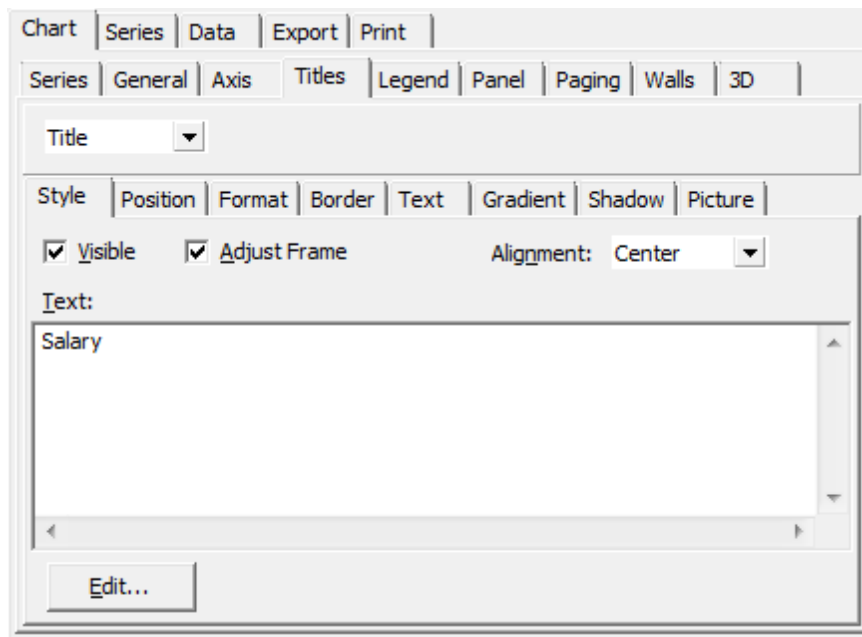 Chart Series Data Export Print
Series General Axis Titles Legend Panel Paging Walls 3D
Title
Style Position Format Border Text Gradient Shadow Picture
Visible Adjust Frame Alignment: Center
Text:
Salary
Edit...